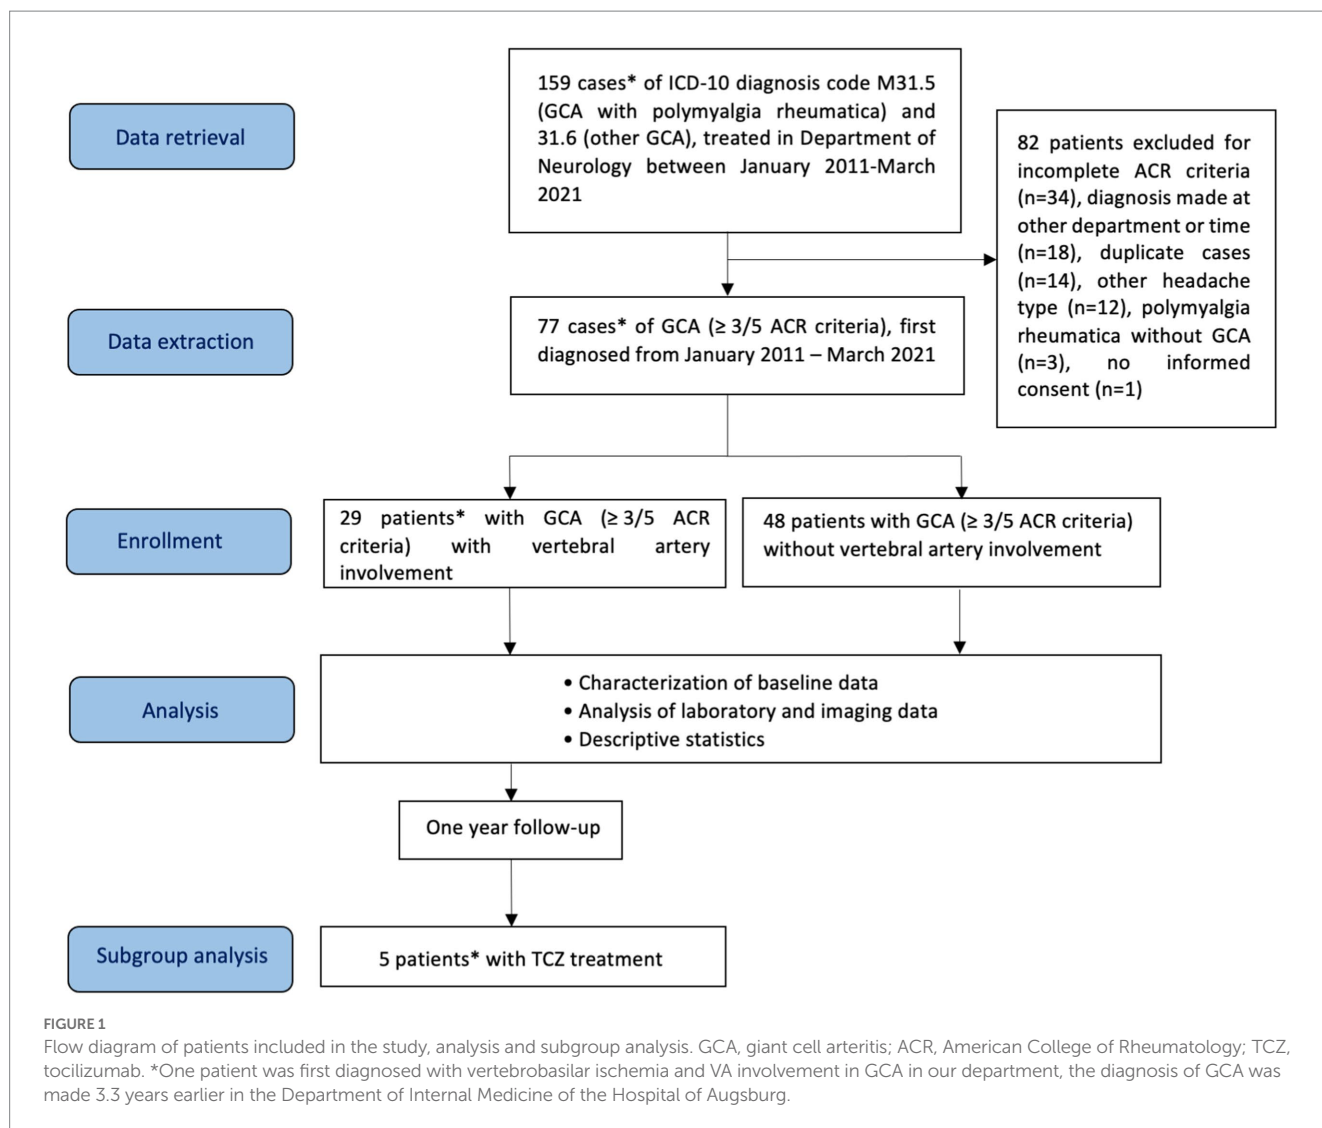 Data retrieval
159 cases* of ICD-10 diagnosis code M31.5
(GCA with polymyalgia rheumatica) and
31.6 (other GCA), treated in Department of
Neurology between January 2011-March
2021
82 patients excluded for
incomplete ACR criteria
(n=34), diagnosis made at
other department or time
(n=18), duplicate cases
(n=14), other headache
type (n=12), polymyalgia
rheumatica without GCA
(n=3), no informed
consent (n=1)
Data extraction
77 cases* of GCA (≥ 3/5 ACR criteria), first
diagnosed from January 2011 – March 2021
Enrollment
29 patients* with GCA (≥ 3/5 ACR
criteria) with vertebral artery
involvement
48 patients with GCA (≥ 3/5 ACR criteria)
without vertebral artery involvement
Analysis
• Characterization of baseline data
• Analysis of laboratory and imaging data
• Descriptive statistics
One year follow-up
Subgroup analysis
5 patients* with TCZ treatment
FIGURE 1
Flow diagram of patients included in the study, analysis and subgroup analysis. GCA, giant cell arteritis; ACR, American College of Rheumatology; TCZ,
tocilizumab. *One patient was first diagnosed with vertebrobasilar ischemia and VA involvement in GCA in our department, the diagnosis of GCA was
made 3.3 years earlier in the Department of Internal Medicine of the Hospital of Augsburg.